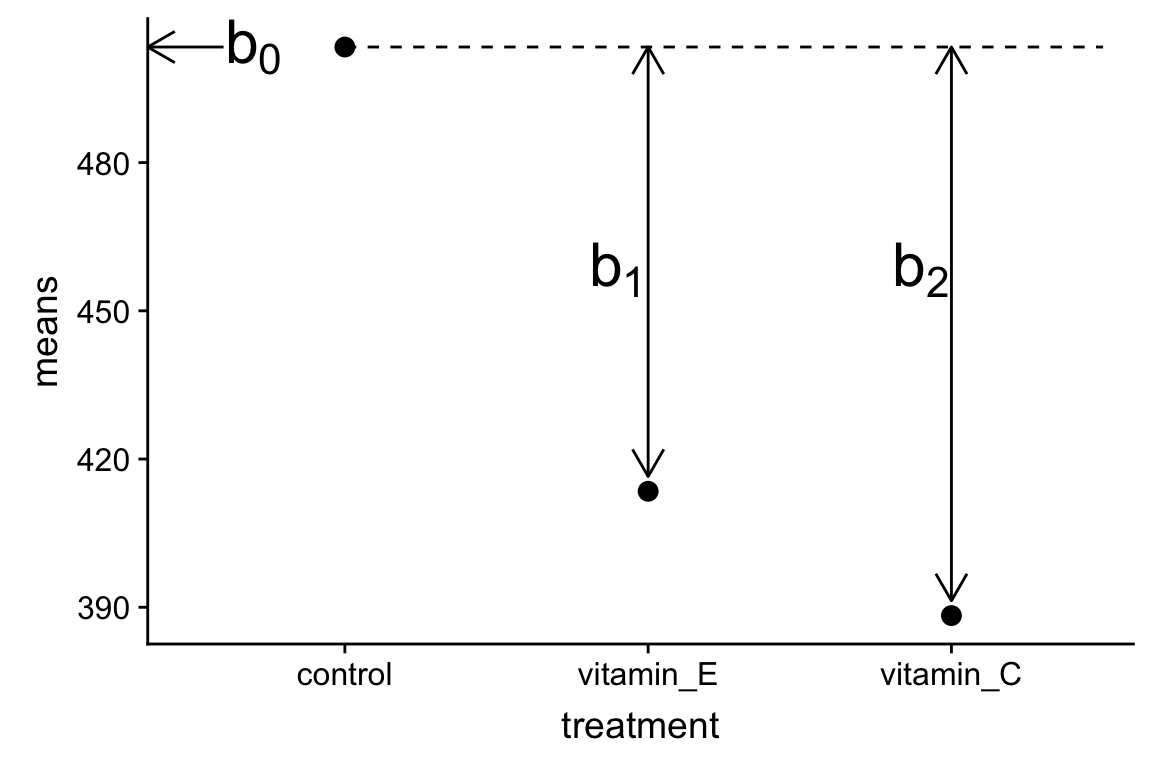 b0
480
b1
b2
450
means
420
390
control vitamin_E vitamin_C
treatment